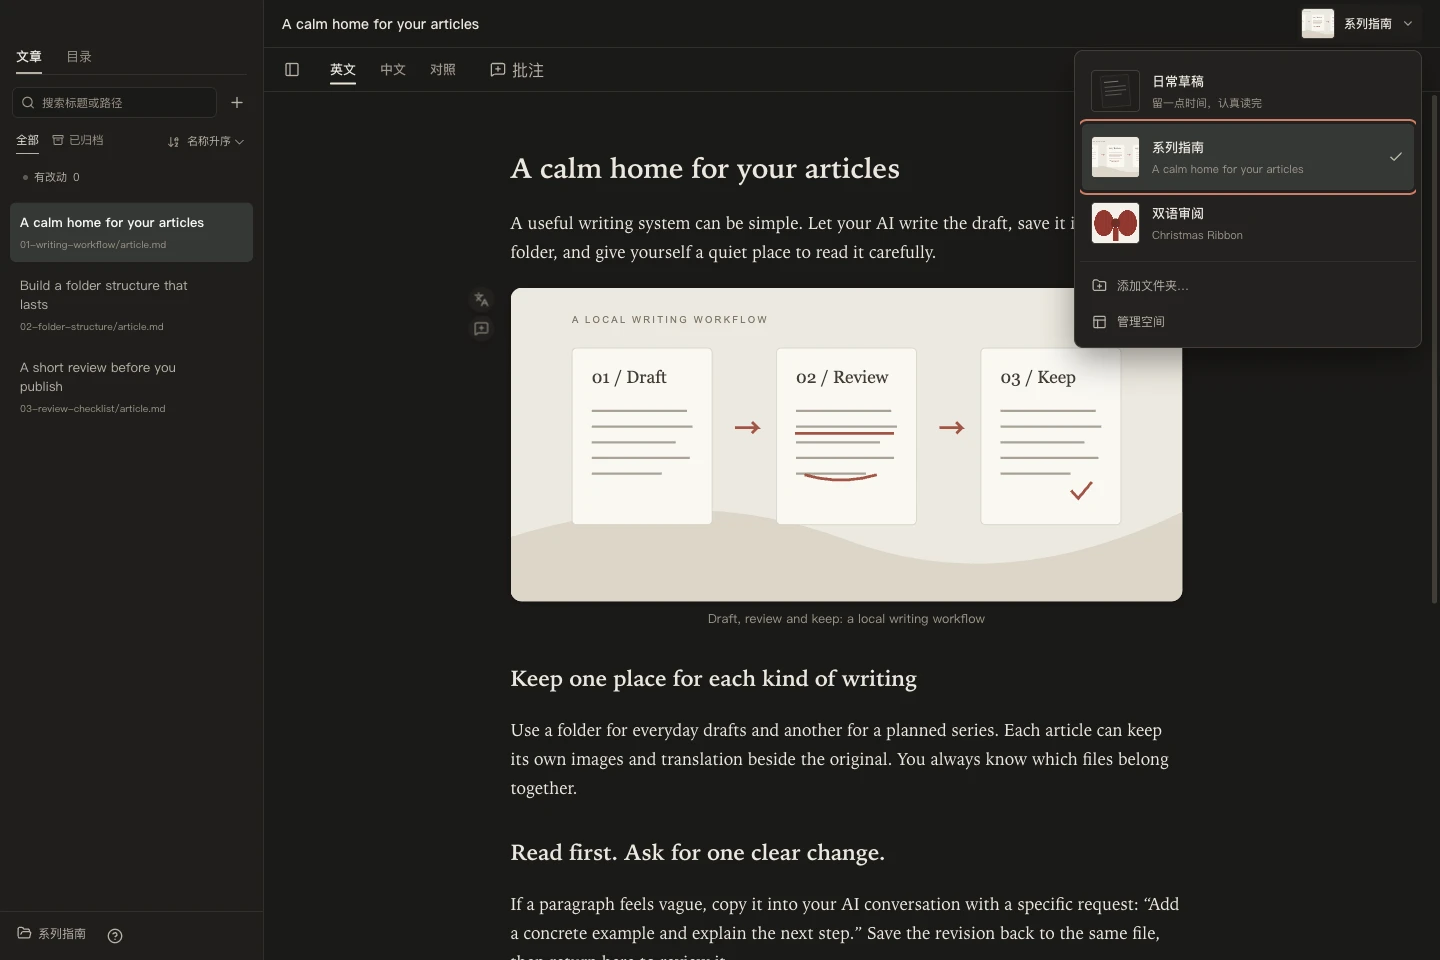 A calm home for your articles
系列指南
文章
目录
搜索标题或路径
全部
已归档
名称升序
有改动 0
A calm home for your articles
01-writing-workflow/article.md
Build a folder structure that
lasts
02-folder-structure/article.md
A short review before you
publish
03-review-checklist/article.md
系列指南
英文
中文
对照
批注
日常草稿
留一点时间，认真读完
系列指南
A calm home for your articles
双语审阅
Christmas Ribbon
添加文件夹...
管理空间
A calm home for your articles
A useful writing system can be simple. Let your AI write the draft, save it i
folder, and give yourself a quiet place to read it carefully.
A LOCAL WRITING WORKFLOW
01 / Draft
02 / Review
03 / Keep
Draft, review and keep: a local writing workflow
Keep one place for each kind of writing
Use a folder for everyday drafts and another for a planned series. Each article can keep
its own images and translation beside the original. You always know which files belong
together.
Read first. Ask for one clear change.
If a paragraph feels vague, copy it into your AI conversation with a specific request: “Add
a concrete example and explain the next step.” Save the revision back to the same file,
then return here to review it.